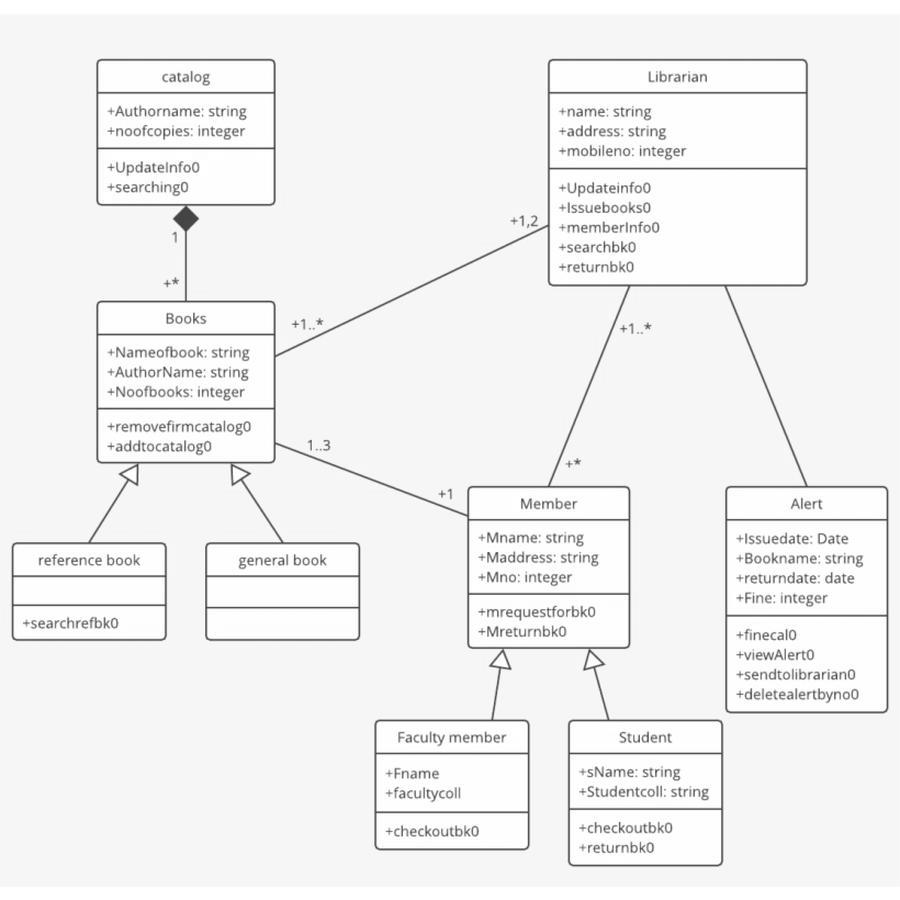 catalog
+Authorname: string
+noofcopies: integer
+UpdateInfo0
+searching0
1
+*
Librarian
+name: string
+address: string
+mobileno: integer
+Updateinfo0
+Issuebooks0
+memberInfo0
+searchbk0
+returnbk0
+1,2
+1..*
+1..*
+*
Books
+Nameofbook: string
+AuthorName: string
+Noofbooks: integer
+removefirmcatalog0
+addtocatalog0
1..3
+1
reference book
+searchrefbk0
general book
Member
+Mname: string
+Maddress: string
+Mno: integer
+mrequestforbk0
+Mreturnbk0
Alert
+Issuedate: Date
+Bookname: string
+returndate: date
+Fine: integer
+finecal0
+viewAlert0
+sendtolibrarian0
+deletealertbyno0
Faculty member
+Fname
+facultycoll
+checkoutbk0
Student
+sName: string
+Studentcoll: string
+checkoutbk0
+returnbk0